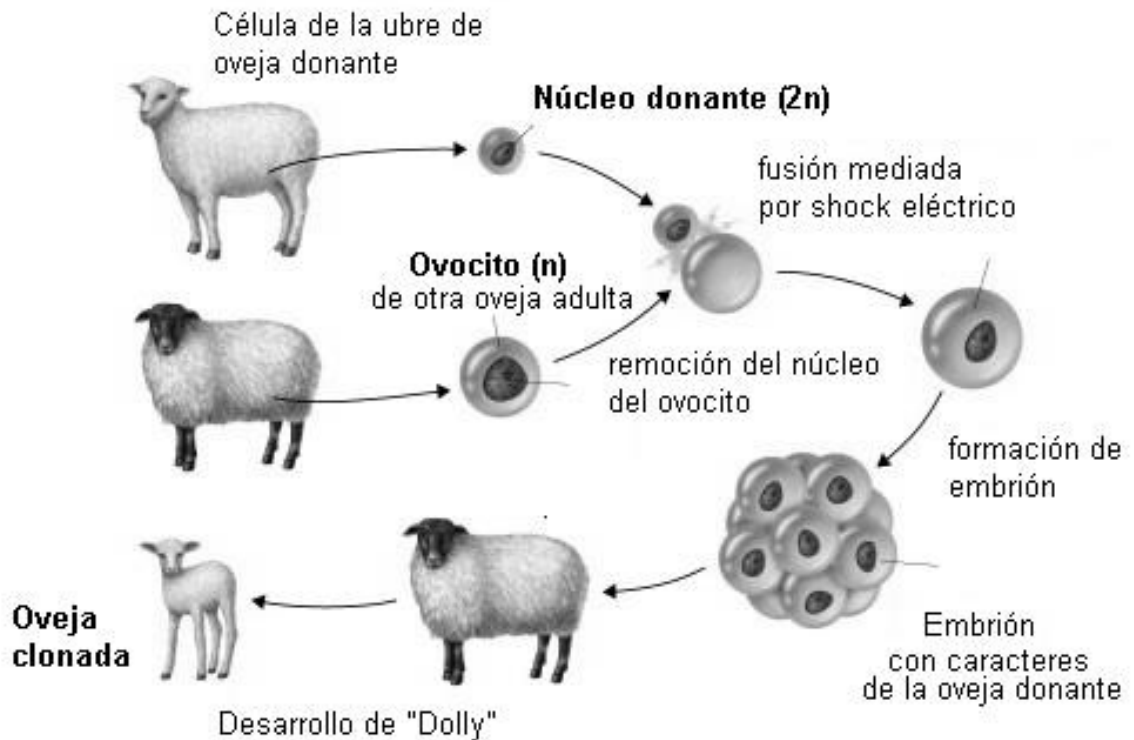 Célula de la ubre de
oveja donante
Núcleo donante (2n)
fusión mediada
por shock eléctrico
Ovocito (n)
de otra oveja adulta
remoción del núcleo
del ovocito
formación de
embrión
Embrión
con caracteres
de la oveja donante
Oveja
clonada
Desarrollo de "Dolly"